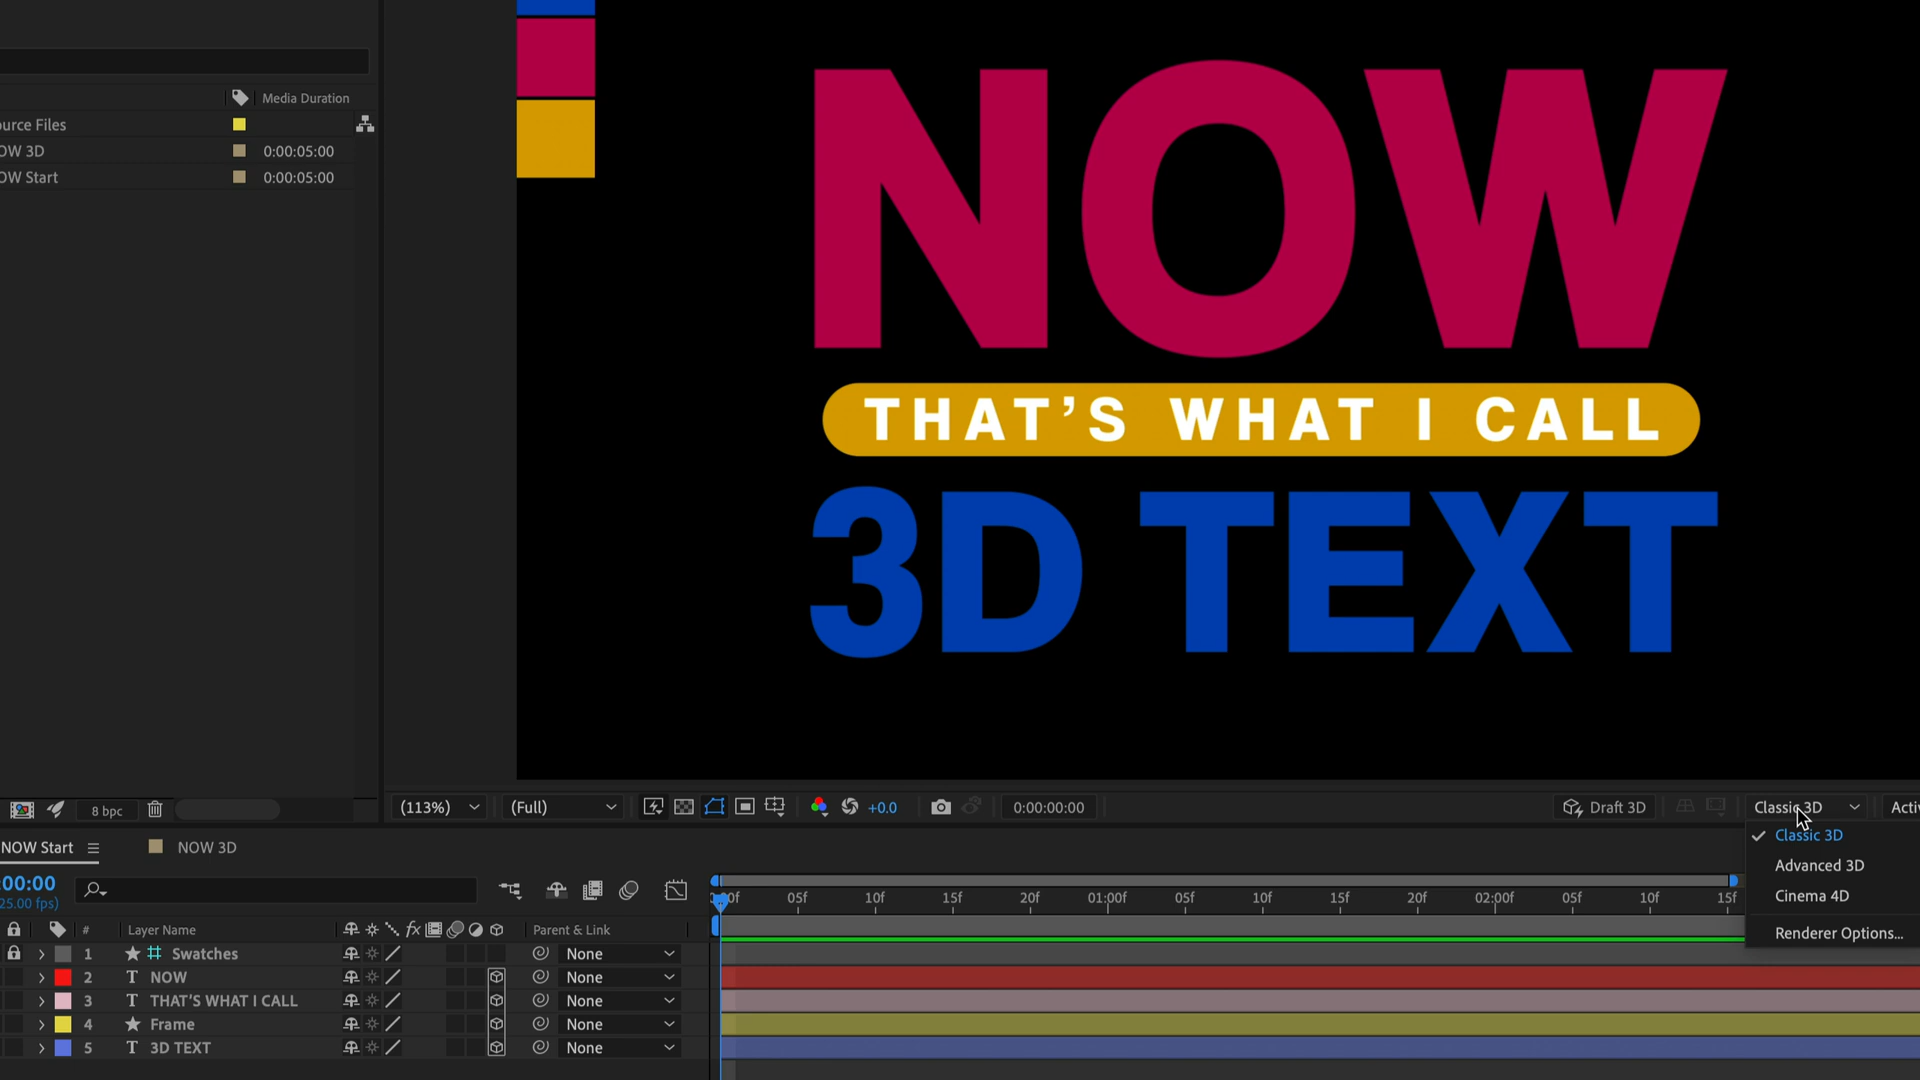 NOW
THAT'S WHAT I CALL
3D TEXT
Media Duration
ource Files
OW 3D 0:00:05:00
OW Start 0:00:05:00
8 bpc
(113%) (Full) +0.0 0:00:00:00 Draft 3D Classic 3D Activ
Classic 3D
Advanced 3D
Cinema 4D
Renderer Options...
NOW Start NOW 3D
:00:00
25.00 fps)
:00f 05f 10f 15f 20f 01:00f 05f 10f 15f 20f 02:00f 05f 10f 15f
# Layer Name fx Parent & Link
1 Swatches None
2 T NOW None
3 T THAT'S WHAT I CALL None
4 Frame None
5 T 3D TEXT None